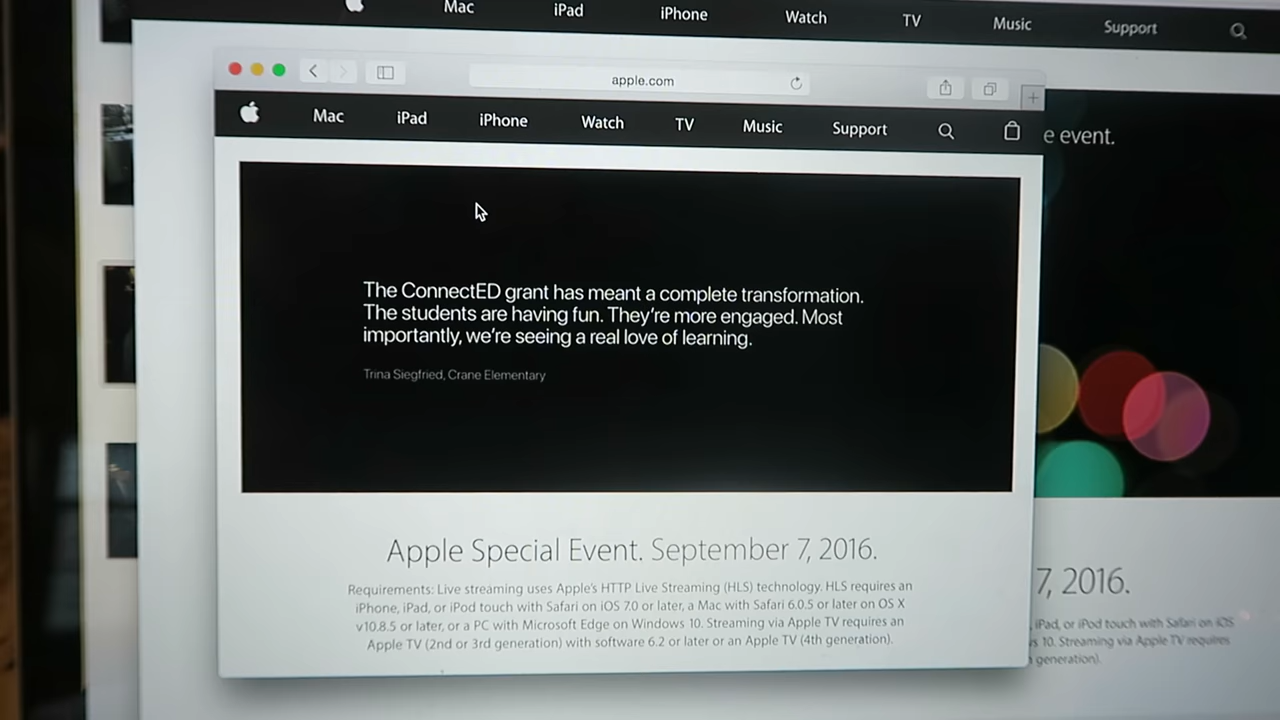 Mac iPad iPhone Watch TV Music Support
apple.com
Mac iPad iPhone Watch TV Music Support
e event.
The ConnectED grant has meant a complete transformation.
The students are having fun. They're more engaged. Most
importantly, we're seeing a real love of learning.
Trina Siegfried, Crane Elementary
Apple Special Event. September 7, 2016.
Requirements: Live streaming uses Apple's HTTP Live Streaming (HLS) technology. HLS requires an
iPhone, iPad, or iPod touch with Safari on iOS 7.0 or later, a Mac with Safari 6.0.5 or later on OS X
v10.8.5 or later, or a PC with Microsoft Edge on Windows 10. Streaming via Apple TV requires an
Apple TV (2nd or 3rd generation) with software 6.2 or later or an Apple TV (4th generation).
7, 2016.
, iPad, or iPod touch with Safari on iOS
s 10. Streaming via Apple TV requires
generation).